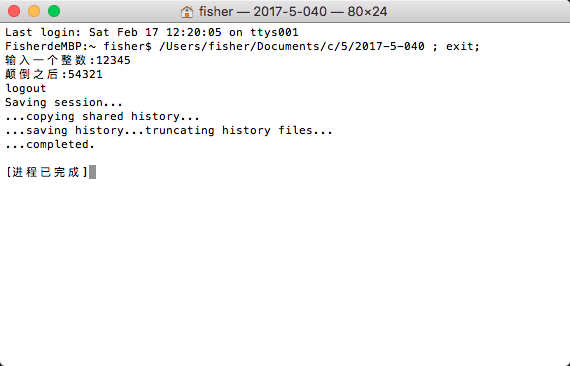 fisher — 2017-5-040 — 80×24
Last login: Sat Feb 17 12:20:05 on ttys001
FisherdeMBP:~ fisher$ /Users/fisher/Documents/c/5/2017-5-040 ; exit;
输入一个整数:12345
颠倒之后:54321
logout
Saving session...
...copying shared history...
...saving history...truncating history files...
...completed.
[进程已完成]